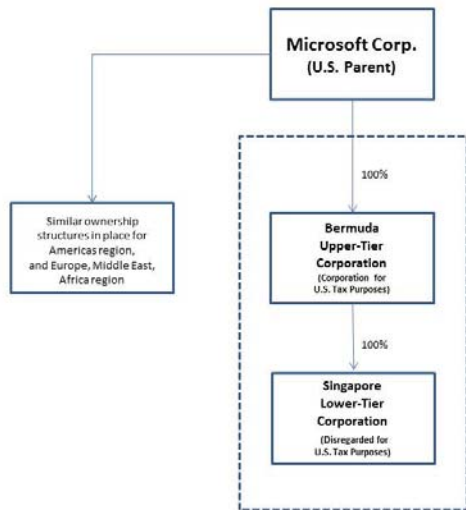 Microsoft Corp.
(U.S. Parent)
100%
Similar ownership
structures in place for
Americas region,
and Europe, Middle East,
Africa region
Bermuda
Upper-Tier
Corporation
(Corporation for
U.S. Tax Purposes)
100%
Singapore
Lower-Tier
Corporation
(Disregarded for
U.S. Tax Purposes)